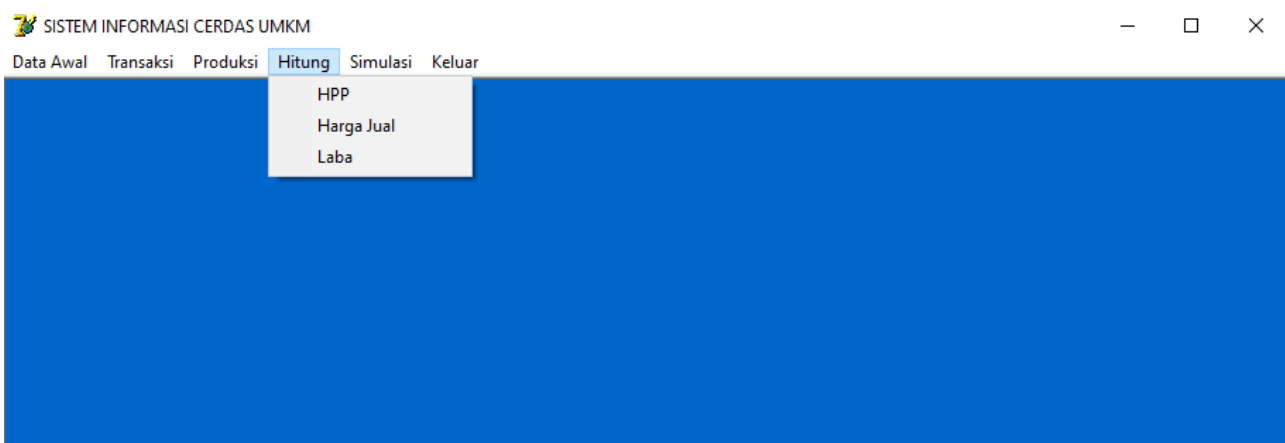 SISTEM INFORMASI CERDAS UMKM
Data Awal Transaksi Produksi Hitung Simulasi Keluar
HPP
Harga Jual
Laba